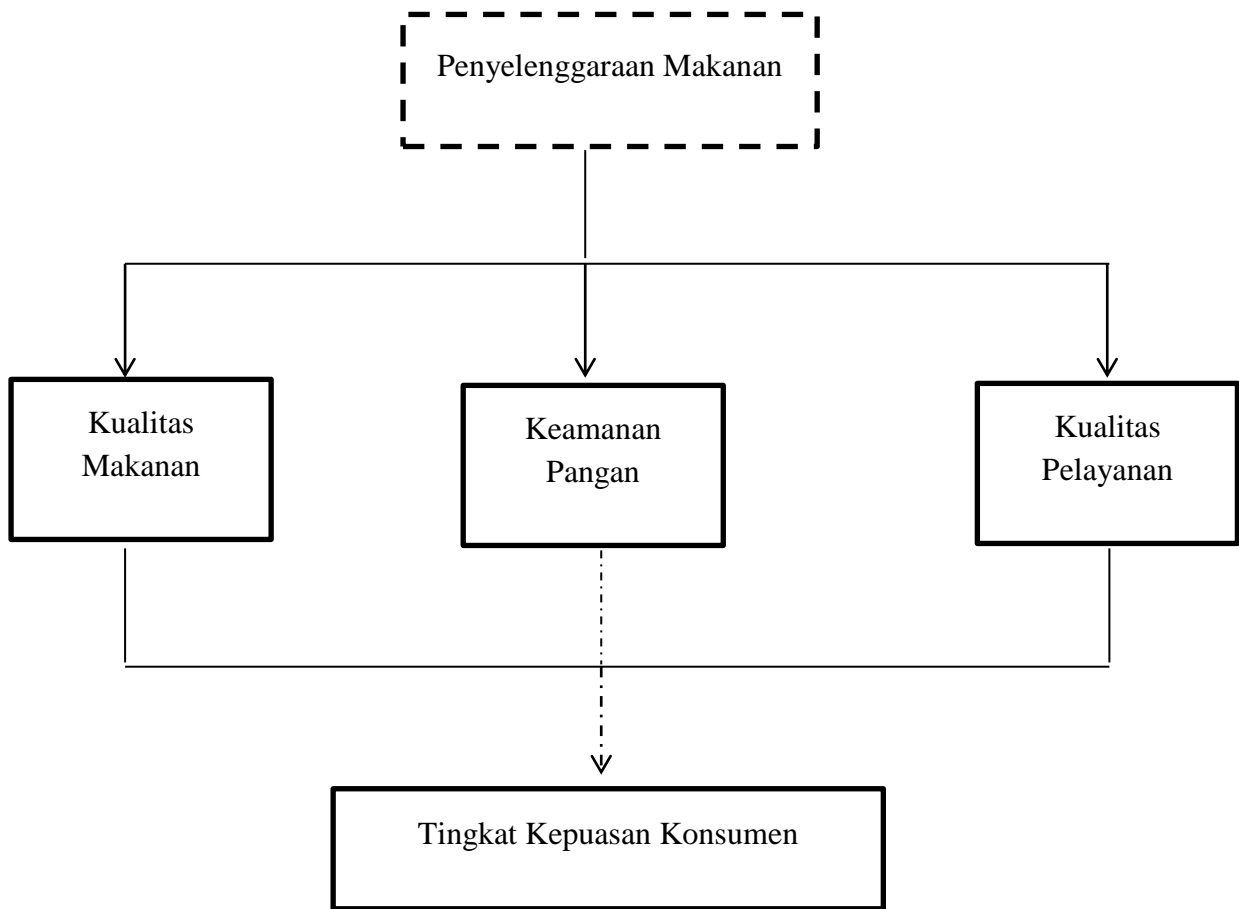 Penyelenggaraan Makanan
Kualitas
Makanan
Keamanan
Pangan
Kualitas
Pelayanan
Tingkat Kepuasan Konsumen